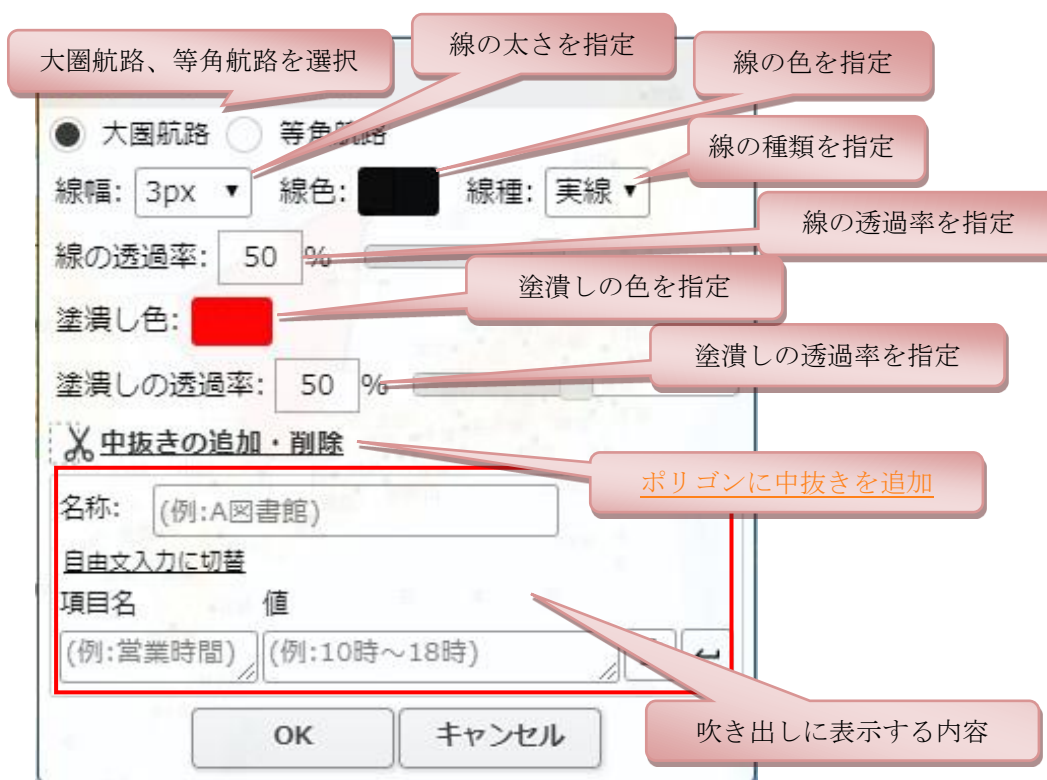 線の太さを指定
大圏航路、等角航路を選択
線の色を指定
大圏航路 等角航路
線の種類を指定
線幅: 3px 線色: 線種: 実線
線の透過率を指定
線の透過率: 50 %
塗潰しの色を指定
塗潰し色:
塗潰しの透過率を指定
塗潰しの透過率: 50 %
中抜きの追加・削除
ポリゴンに中抜きを追加
名称: (例:A図書館)
自由文入力に切替
項目名 値
(例:営業時間) (例:10時～18時)
吹き出しに表示する内容
OK キャンセル